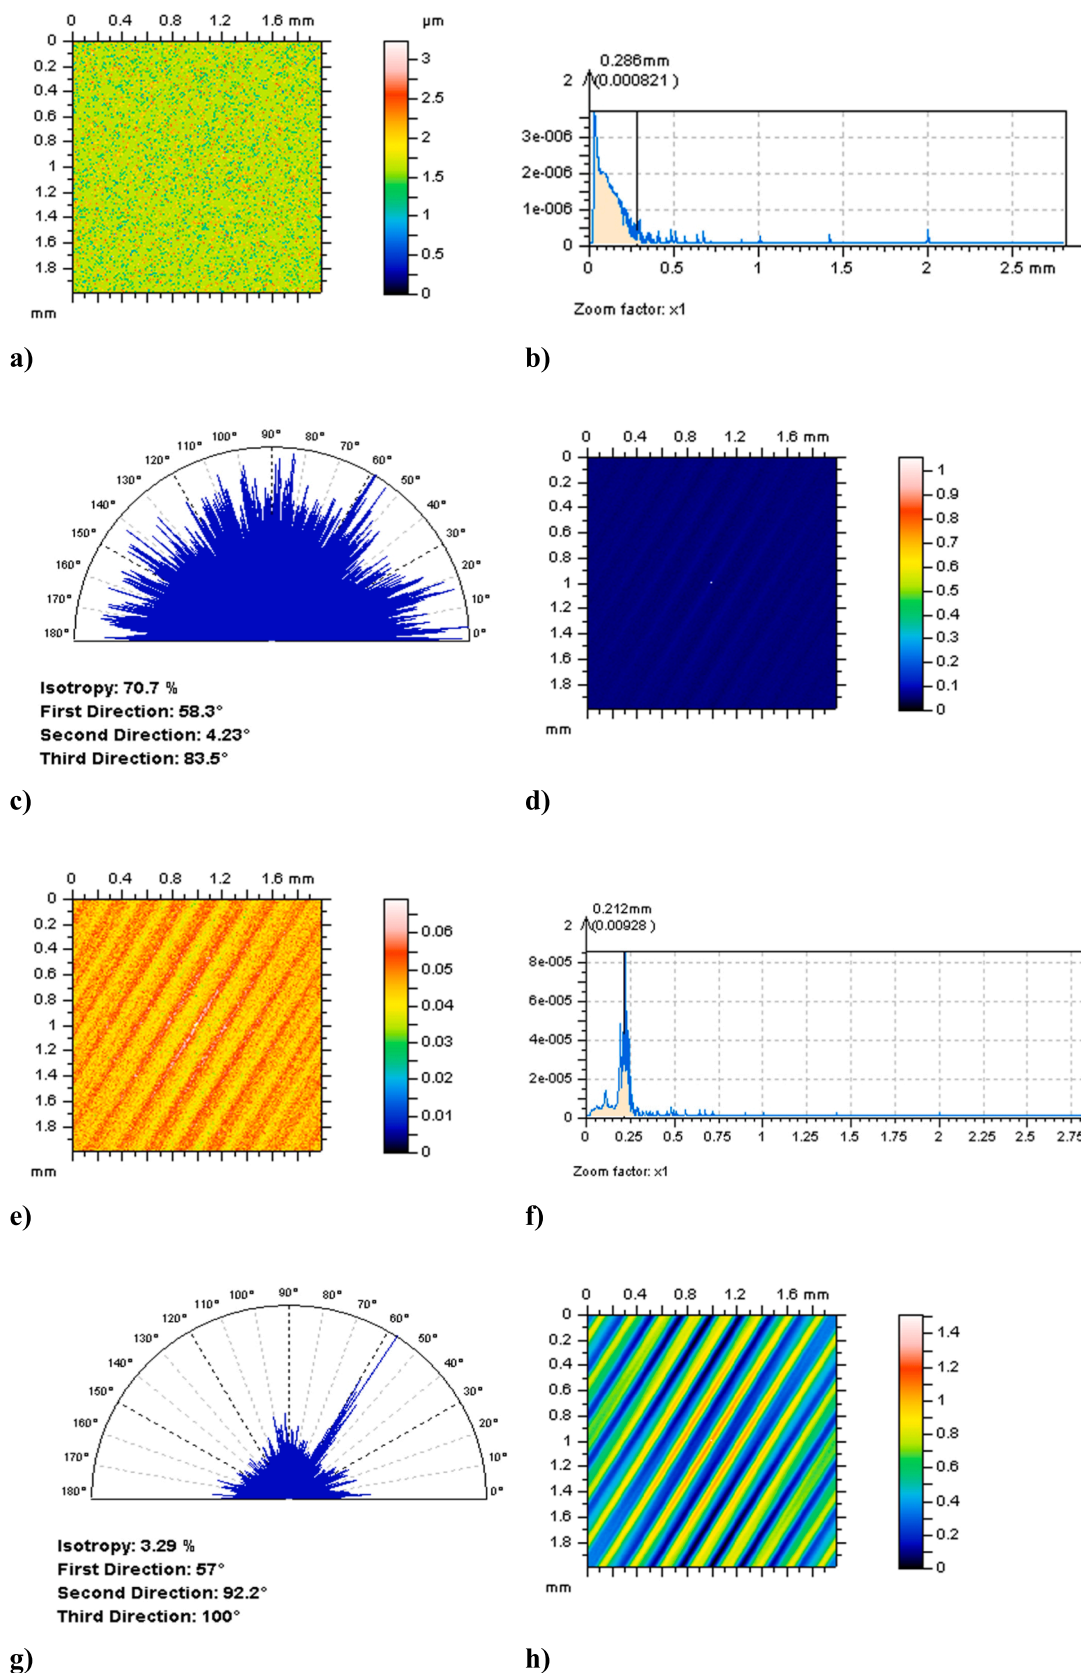 0 0.4 0.8 1.2 1.6 mm
µm
0
0.2
0.4
0.6
0.8
1
1.2
1.4
1.6
1.8
mm
3
2.5
2
1.5
1
0.5
0
a)
0.286mm
2 (0.000821)
3e-006
2e-006
1e-006
0
0 0.5 1 1.5 2 2.5 mm
Zoom factor: x1
b)
180° 170° 160° 150° 140° 130° 120° 110° 100° 90° 80° 70° 60° 50° 40° 30° 20° 10° 0°
Isotropy: 70.7 %
First Direction: 58.3°
Second Direction: 4.23°
Third Direction: 83.5°
c)
0 0.4 0.8 1.2 1.6 mm
0
0.2
0.4
0.6
0.8
1
1.2
1.4
1.6
1.8
mm
1
0.9
0.8
0.7
0.6
0.5
0.4
0.3
0.2
0.1
0
d)
0 0.4 0.8 1.2 1.6 mm
0
0.2
0.4
0.6
0.8
1
1.2
1.4
1.6
1.8
mm
0.06
0.05
0.04
0.03
0.02
0.01
0
e)
0.212mm
2 (0.00928 )
8e-005
6e-005
4e-005
2e-005
0
0 0.25 0.5 0.75 1 1.25 1.5 1.75 2 2.25 2.5 2.75
Zoom factor: x1
f)
180° 170° 160° 150° 140° 130° 120° 110° 100° 90° 80° 70° 60° 50° 40° 30° 20° 10° 0°
Isotropy: 3.29 %
First Direction: 57°
Second Direction: 92.2°
Third Direction: 100°
g)
0 0.4 0.8 1.2 1.6 mm
0
0.2
0.4
0.6
0.8
1
1.2
1.4
1.6
1.8
mm
1.4
1.2
1
0.8
0.6
0.4
0.2
0
h)